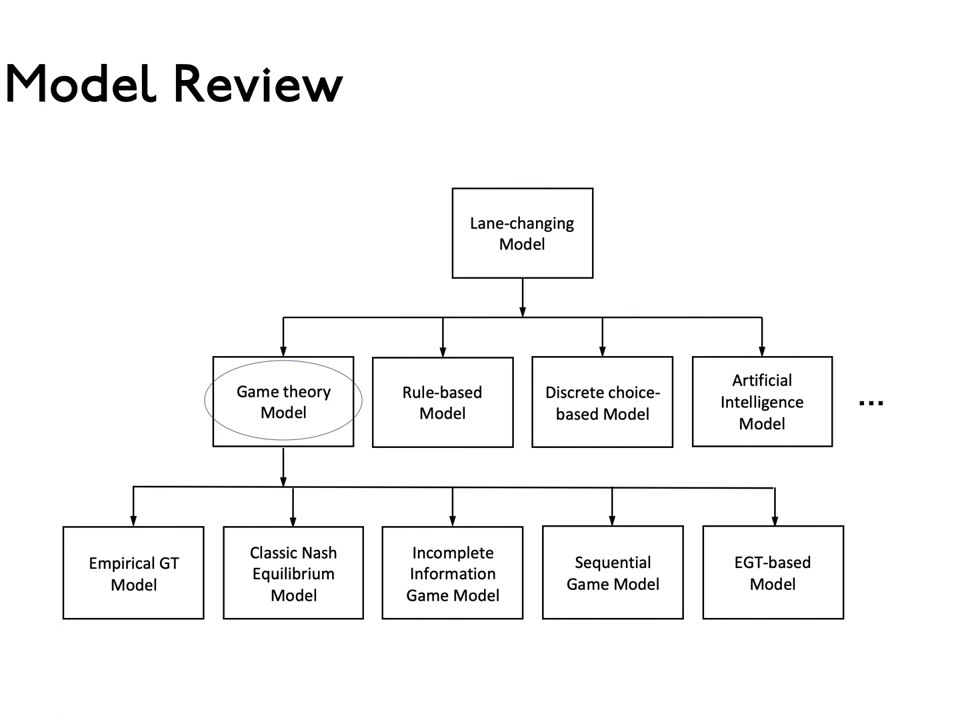 Model Review
Lane-changing
Model
Game theory
Model
Rule-based
Model
Discrete choice-
based Model
Artificial
Intelligence
Model
...
Empirical GT
Model
Classic Nash
Equilibrium
Model
Incomplete
Information
Game Model
Sequential
Game Model
EGT-based
Model